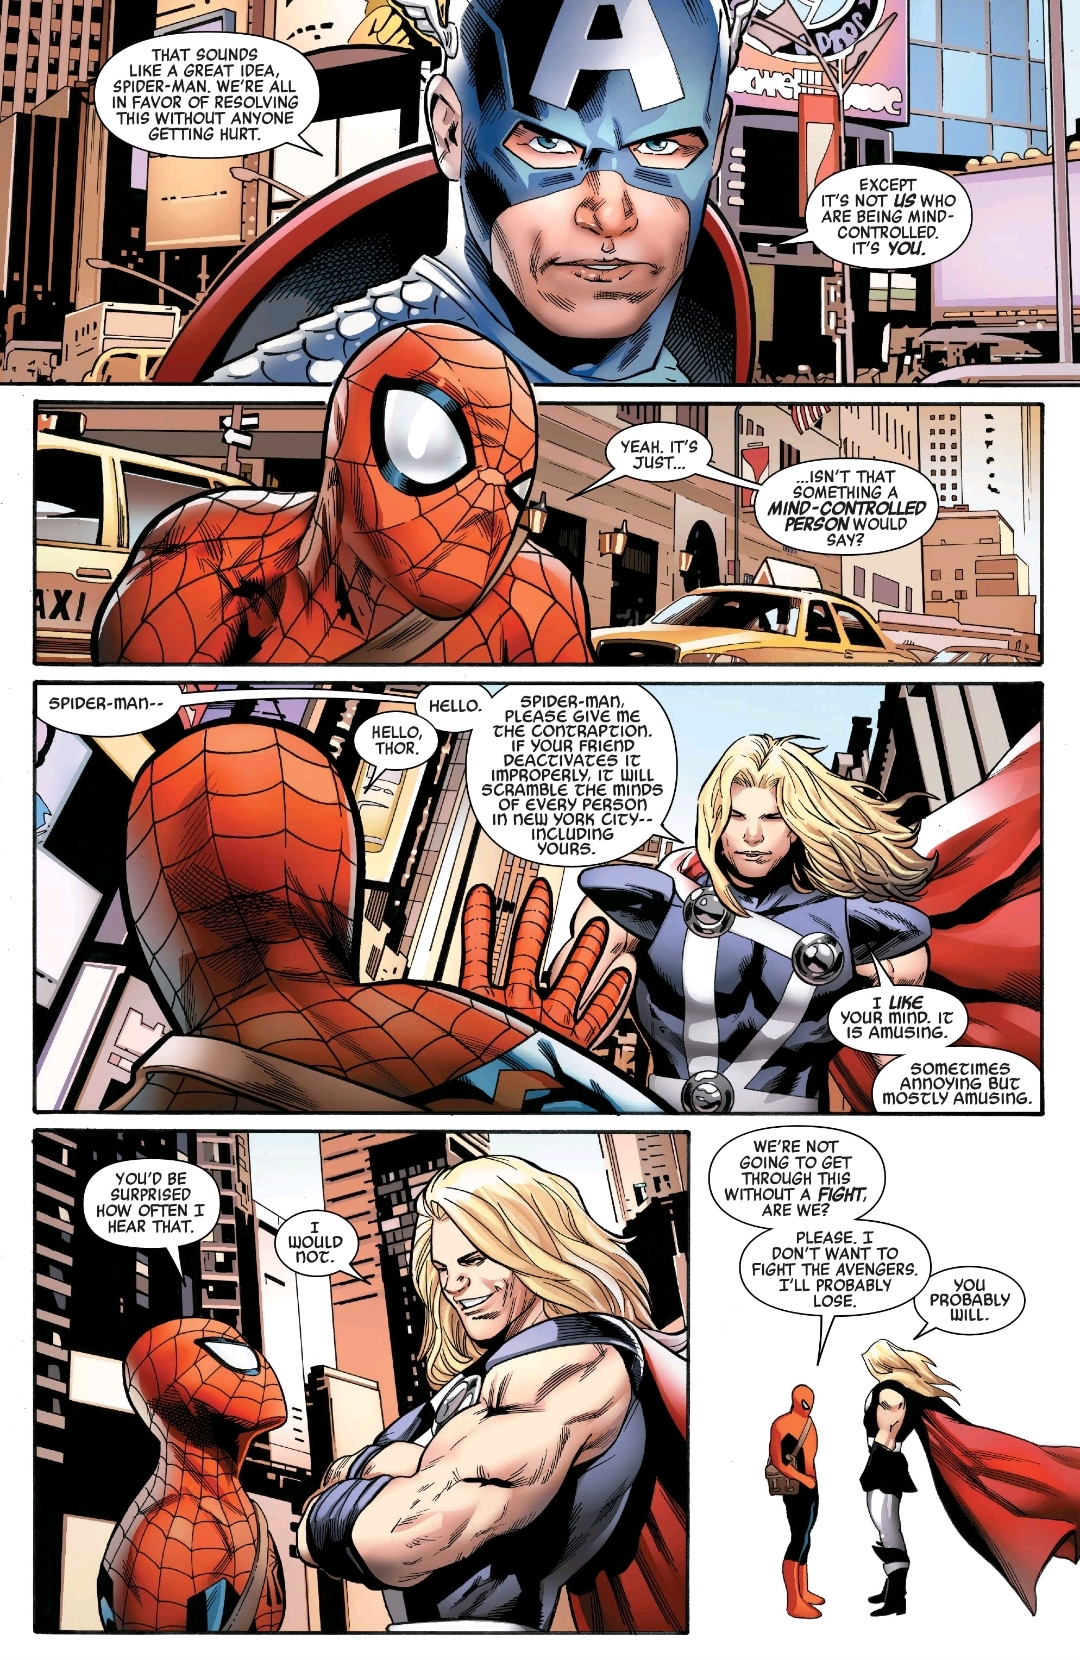 THAT SOUNDS
LIKE A GREAT IDEA,
SPIDER-MAN. WE'RE ALL
IN FAVOR OF RESOLVING
THIS WITHOUT ANYONE
GETTING HURT.
A
DROP
EXCEPT
IT'S NOT US WHO
ARE BEING MIND-
CONTROLLED.
IT'S YOU.
AXI
YEAH. IT'S
JUST...
...ISN'T THAT
SOMETHING A
MIND-CONTROLLED
PERSON WOULD
SAY?
SPIDER-MAN--
HELLO.
HELLO,
THOR.
SPIDER-MAN,
PLEASE GIVE ME
THE CONTRAPTION.
IF YOUR FRIEND
DEACTIVATES IT
IMPROPERLY, IT WILL
SCRAMBLE THE MINDS
OF EVERY PERSON
IN NEW YORK CITY--
INCLUDING
YOURS.
I LIKE
YOUR MIND. IT
IS AMUSING.
SOMETIMES
ANNOYING BUT
MOSTLY AMUSING.
YOU'D BE
SURPRISED
HOW OFTEN I
HEAR THAT.
I
WOULD
NOT.
WE'RE NOT
GOING TO GET
THROUGH THIS
WITHOUT A FIGHT,
ARE WE?
PLEASE. I
DON'T WANT TO
FIGHT THE AVENGERS.
I'LL PROBABLY
LOSE.
YOU
PROBABLY
WILL.